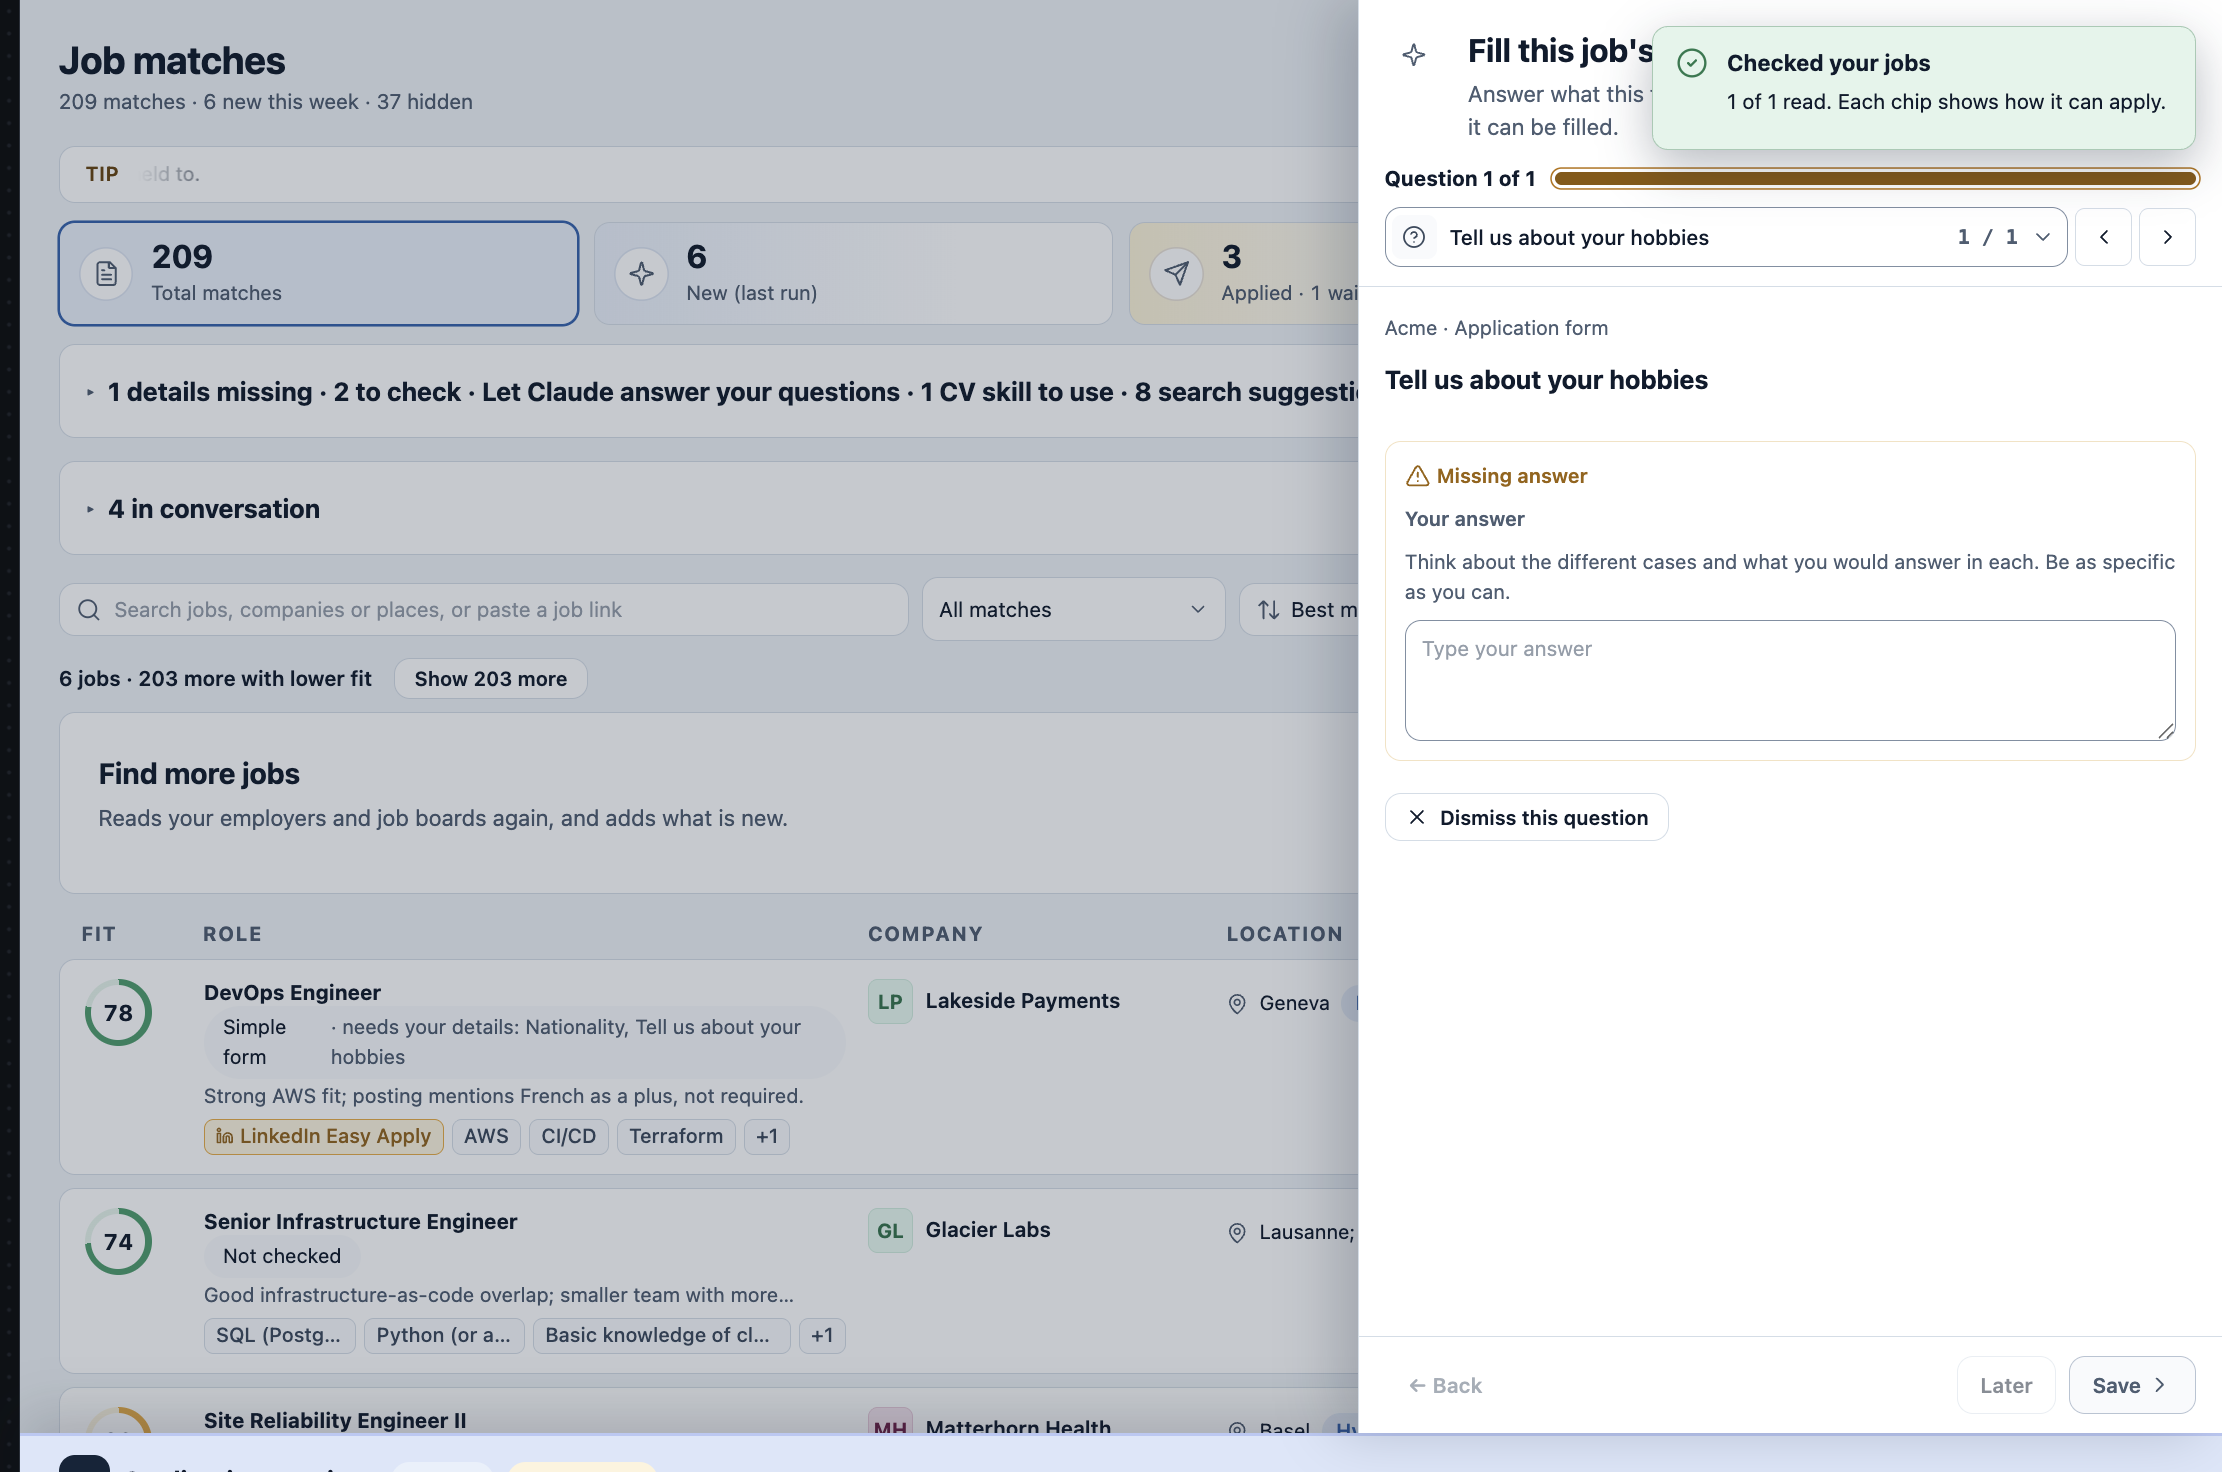 Job matches
209 matches · 6 new this week · 37 hidden
TIP eld to.
209
Total matches
6
New (last run)
3
Applied · 1 wai
1 details missing · 2 to check · Let Claude answer your questions · 1 CV skill to use · 8 search suggesti
4 in conversation
Search jobs, companies or places, or paste a job link
All matches
Best m
6 jobs · 203 more with lower fit
Show 203 more
Find more jobs
Reads your employers and job boards again, and adds what is new.
FIT ROLE COMPANY LOCATION
78
DevOps Engineer
Simple form · needs your details: Nationality, Tell us about your hobbies
Strong AWS fit; posting mentions French as a plus, not required.
LinkedIn Easy Apply AWS CI/CD Terraform +1
LP Lakeside Payments
Geneva
74
Senior Infrastructure Engineer
Not checked
Good infrastructure-as-code overlap; smaller team with more...
SQL (Postg... Python (or a... Basic knowledge of cl... +1
GL Glacier Labs
Lausanne;
Site Reliability Engineer II
MH Matterhorn Health
Basel
Fill this job's
Answer what this
it can be filled.
Checked your jobs
1 of 1 read. Each chip shows how it can apply.
Question 1 of 1
Tell us about your hobbies 1 / 1
Acme · Application form
Tell us about your hobbies
Missing answer
Your answer
Think about the different cases and what you would answer in each. Be as specific
as you can.
Type your answer
Dismiss this question
Back
Later
Save